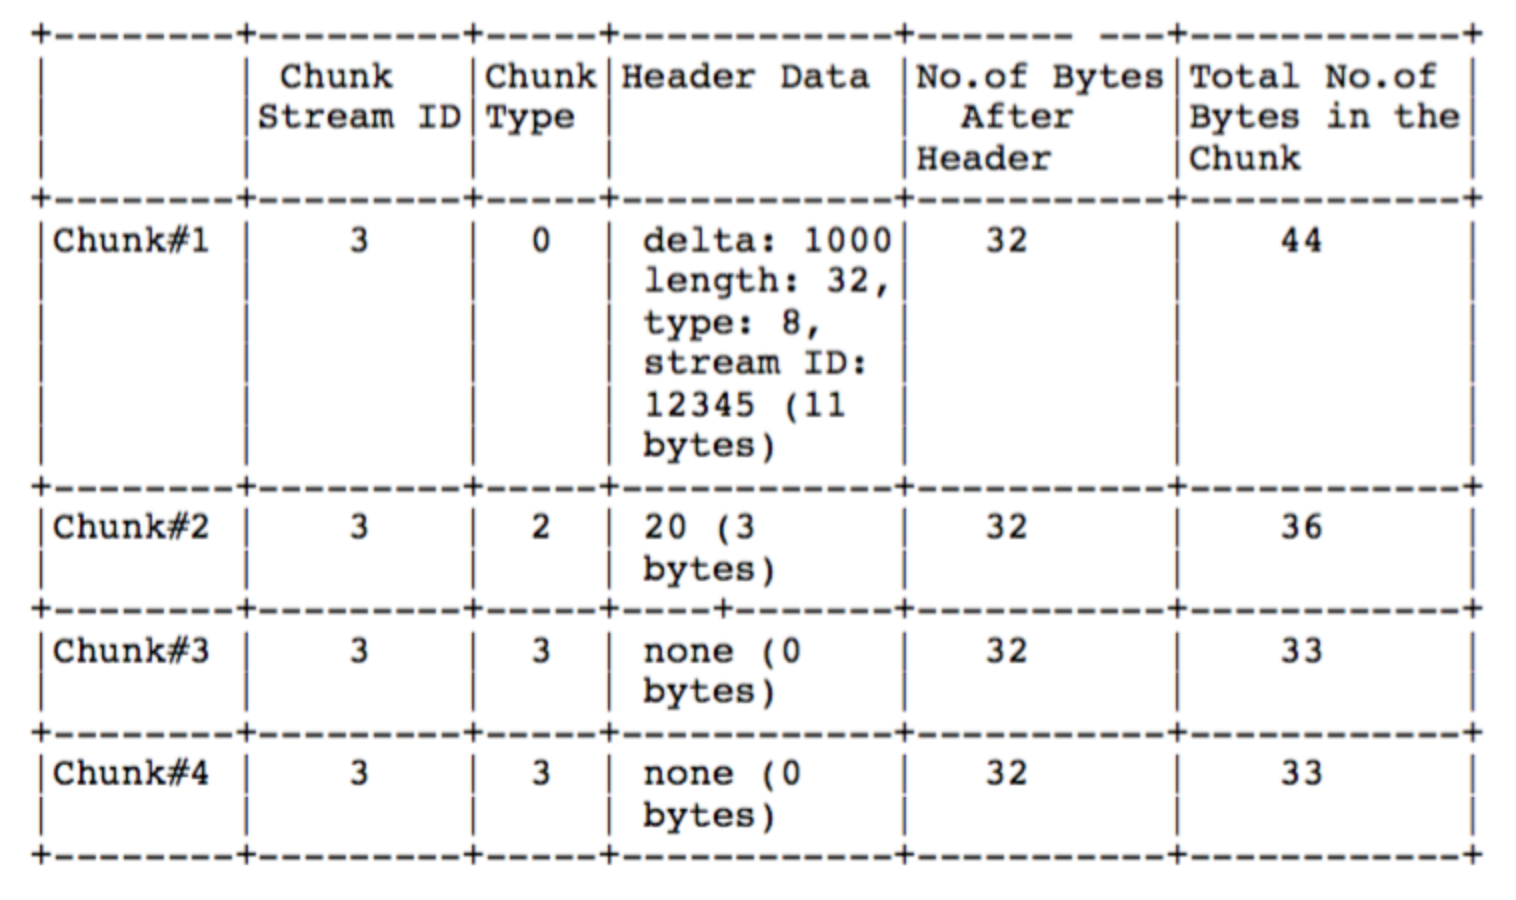 +--------+---------+-----+------------+------- ---+------------+
|        | Chunk   |Chunk|Header Data |No.of Bytes|Total No.of |
|        |Stream ID|Type |            |  After    |Bytes in the|
|        |         |     |            |Header     |Chunk       |
+--------+---------+-----+------------+-----------+------------+
|Chunk#1 |    3    |  0  | delta: 1000|   32      |    44      |
|        |         |     | length: 32,|           |            |
|        |         |     | type: 8,   |           |            |
|        |         |     | stream ID: |           |            |
|        |         |     | 12345 (11  |           |            |
|        |         |     | bytes)     |           |            |
+--------+---------+-----+------------+-----------+------------+
|Chunk#2 |    3    |  2  | 20 (3      |   32      |    36      |
|        |         |     | bytes)     |           |            |
+--------+---------+-----+----+-------+-----------+------------+
|Chunk#3 |    3    |  3  | none (0    |   32      |    33      |
|        |         |     | bytes)     |           |            |
+--------+---------+-----+------------+-----------+------------+
|Chunk#4 |    3    |  3  | none (0    |   32      |    33      |
|        |         |     | bytes)     |           |            |
+--------+---------+-----+------------+-----------+------------+